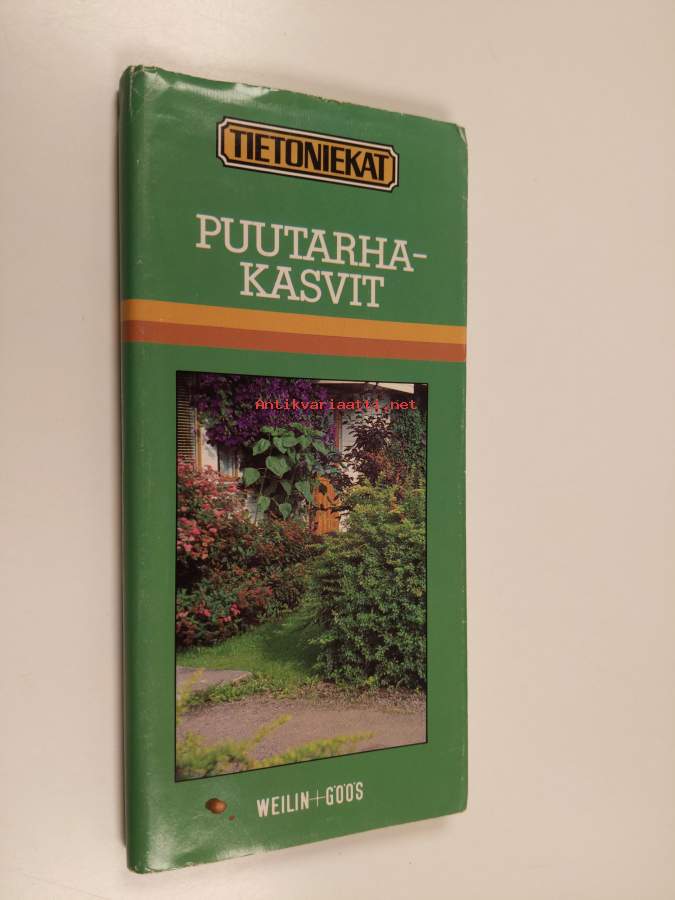 TIETONIEKAT
PUUTARHA-
KASVIT
Antikvariaatti.net
WEILIN+GÖÖS